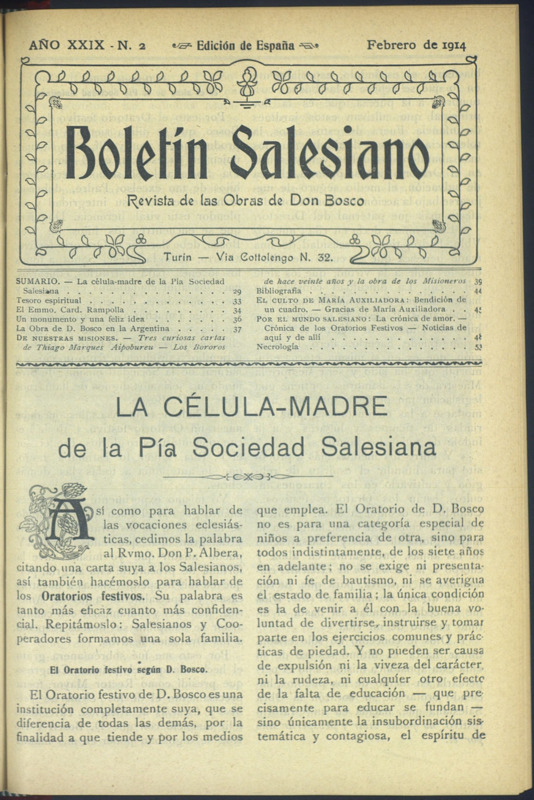 AÑO XXIX - N. 2 Edición de España Febrero de 1914
Boletín Salesiano
Revista de las Obras de Don Bosco
Turín — Via Cottolengo N. 32.
SUMARIO. — La célula-madre de la Pia Sociedad
Salesiana . . . . . . . . . . . . . 29
Tesoro espiritual . . . . . . . . . . . . 33
El Emmo. Card. Rampolla . . . . . . . . . 34
Un monumento y una feliz idea . . . . . . . 36
La Obra de D. Bosco en la Argentina . . . . . 37
DE NUESTRAS MISIONES. — Tres curiosas cartas
de Thiago Marques Aipobureu — Los Bororos
de hace veinte años y la obra de los Misioneros 39
Bibliografía . . . . . . . . . . . . . 44
EL CULTO DE MARÍA AUXILIADORA: Bendición de
un cuadro. — Gracias de María Auxiliadora . . 45
POR EL MUNDO SALESIANO: La crónica de amor. —
Crónica de los Oratorios Festivos — Noticias de
aquí y de allí . . . . . . . . . . . . 48
Necrología . . . . . . . . . . . . . 53
LA CÉLULA-MADRE
de la Pía Sociedad Salesiana
Así como para hablar de
las vocaciones eclesiás-
ticas, cedimos la palabra
al Rvmo. Don P. Albera,
citando una carta suya a los Salesianos,
así también hacémoslo para hablar de
los Oratorios festivos. Su palabra es
tanto más eficaz cuanto más confiden-
cial. Repitámoslo: Salesianos y Coo-
peradores formamos una sola familia.
El Oratorio festivo según D. Bosco.
El Oratorio festivo de D. Bosco es una
institución completamente suya, que se
diferencia de todas las demás, por la
finalidad a que tiende y por los medios
que emplea. El Oratorio de D. Bosco
no es para una categoría especial de
niños a preferencia de otra, sino para
todos indistintamente, de los siete años
en adelante; no se exige ni presenta-
ción ni fe de bautismo, ni se averigua
el estado de familia; la única condición
es la de venir a él con la buena vo-
luntad de divertirse, instruirse y tomar
parte en los ejercicios comunes y prác-
ticas de piedad. Y no pueden ser causa
de expulsión ni la viveza del carácter,
ni la rudeza, ni cualquier otro efecto
de la falta de educación — que pre-
cisamente para educar se fundan —
sino únicamente la insubordinación sis-
temática y contagiosa, el espíritu de